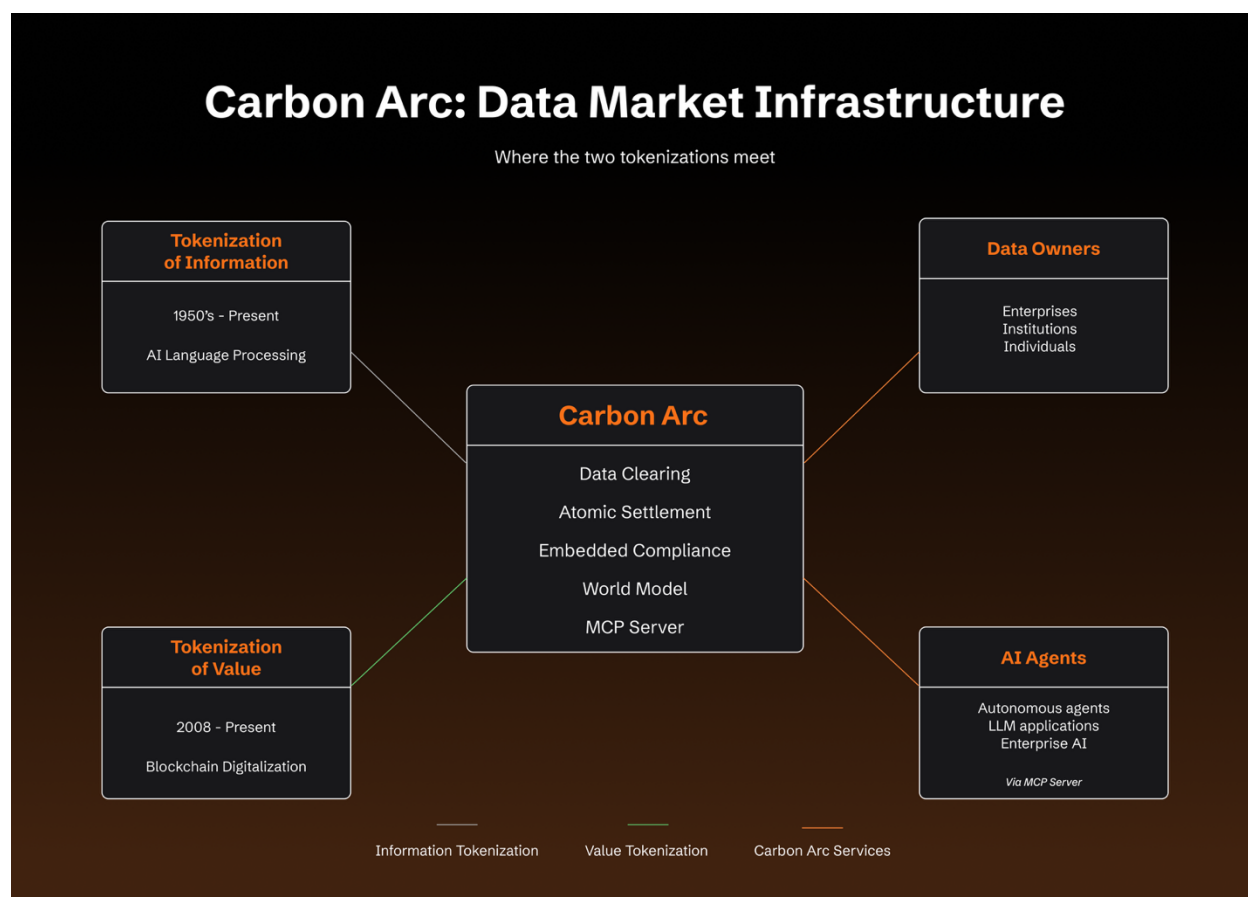 Carbon Arc: Data Market Infrastructure
Where the two tokenizations meet
Tokenization
of Information
1950's - Present
AI Language Processing
Data Owners
Enterprises
Institutions
Individuals
Carbon Arc
Data Clearing
Atomic Settlement
Embedded Compliance
World Model
MCP Server
Tokenization
of Value
2008 - Present
Blockchain Digitalization
AI Agents
Autonomous agents
LLM applications
Enterprise AI
Via MCP Server
Information Tokenization
Value Tokenization
Carbon Arc Services